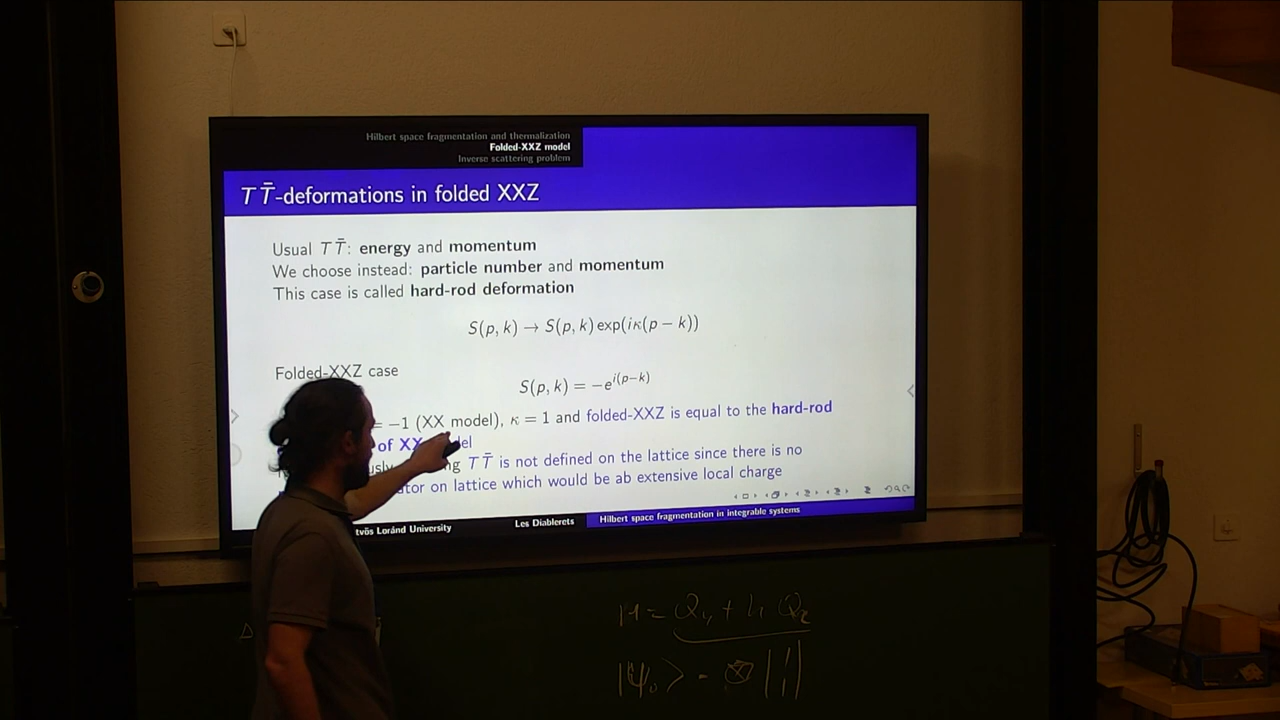 Hilbert space fragmentation and thermalization
Folded-XXZ model
Inverse scattering problem
T T̄-deformations in folded XXZ
Usual T T̄: energy and momentum
We choose instead: particle number and momentum
This case is called hard-rod deformation
S(p, k) → S(p, k) exp(iκ(p − k))
Folded-XXZ case
S(p, k) = −e^{i(p−k)}
= −1 (XX model), κ = 1 and folded-XXZ is equal to the hard-rod
of XX
T T̄ is not defined on the lattice since there is no
on lattice which would be ab extensive local charge
Loránd University
Les Diablerets
Hilbert space fragmentation in integrable systems
H = Q₄ + h Q₂
|Ψ₀⟩ = ⊗